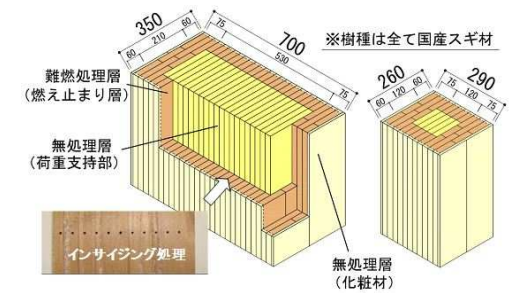 350
60 210 60
700
75 530 75
※樹種は全て国産スギ材
難燃処理層
(燃え止まり層)
無処理層
(荷重支持部)
260
60 120 60
290
75 120 75
インサイジング処理
無処理層
(化粧材)